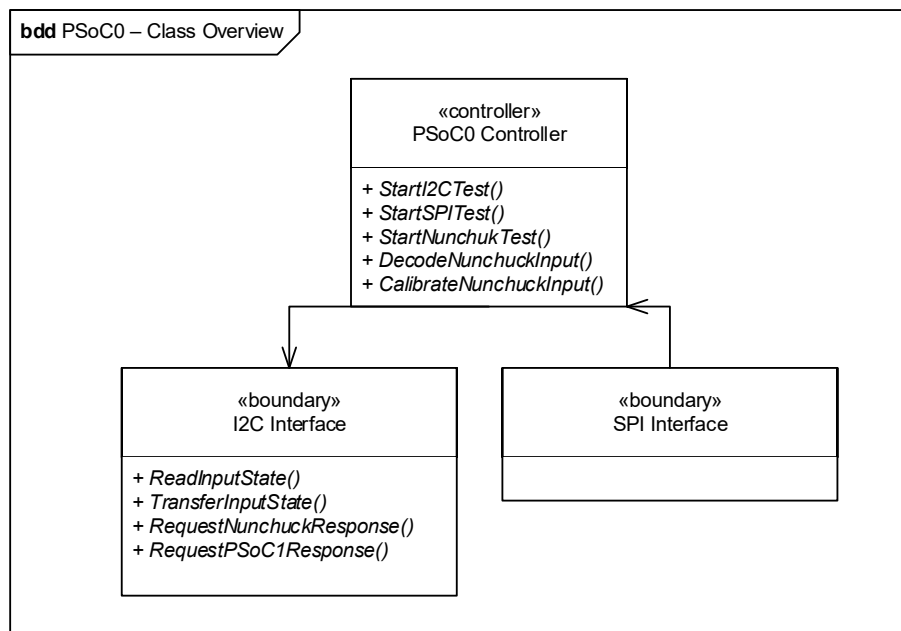 bdd PSoC0 – Class Overview
«controller»
PSoC0 Controller
+ StartI2CTest()
+ StartSPITest()
+ StartNunchukTest()
+ DecodeNunchuckInput()
+ CalibrateNunchuckInput()
«boundary»
I2C Interface
+ ReadInputState()
+ TransferInputState()
+ RequestNunchuckResponse()
+ RequestPSoC1Response()
«boundary»
SPI Interface